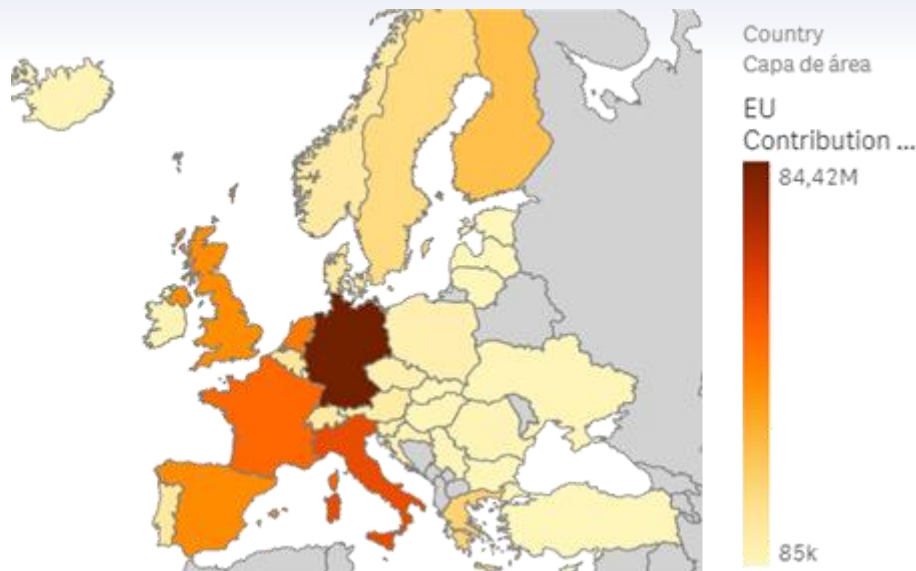 Country
Capa de área
EU
Contribution ...
84,42M
85k